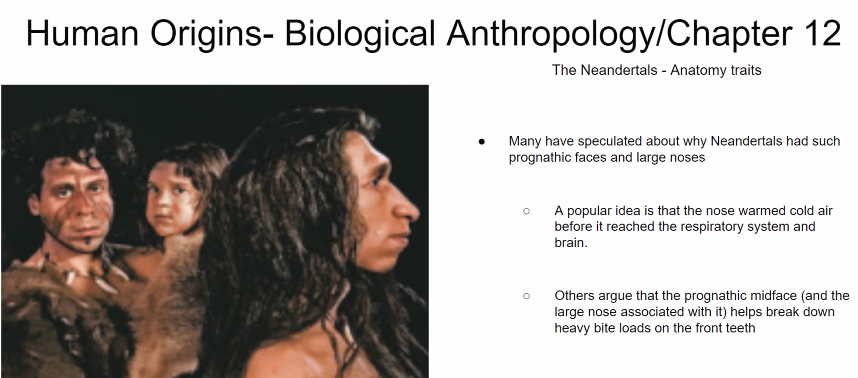 Human Origins- Biological Anthropology/Chapter 12
The Neandertals - Anatomy traits
● Many have speculated about why Neandertals had such
prognathic faces and large noses
○ A popular idea is that the nose warmed cold air
before it reached the respiratory system and
brain.
○ Others argue that the prognathic midface (and the
large nose associated with it) helps break down
heavy bite loads on the front teeth